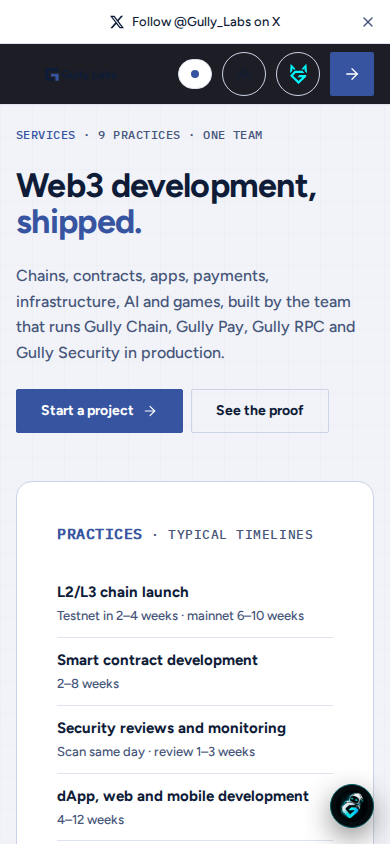 Follow @Gully_Labs on X
Gully Labs
SERVICES · 9 PRACTICES · ONE TEAM
Web3 development,
shipped.
Chains, contracts, apps, payments,
infrastructure, AI and games, built by the team
that runs Gully Chain, Gully Pay, Gully RPC and
Gully Security in production.
Start a project
See the proof
PRACTICES · TYPICAL TIMELINES
L2/L3 chain launch
Testnet in 2–4 weeks · mainnet 6–10 weeks
Smart contract development
2–8 weeks
Security reviews and monitoring
Scan same day · review 1–3 weeks
dApp, web and mobile development
4–12 weeks